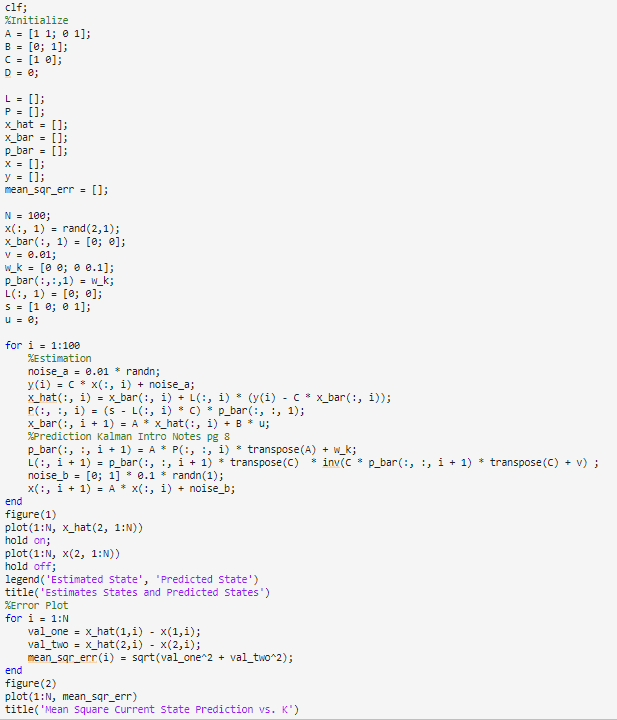 clf;
%Initialize
A = [1 1; 0 1];
B = [0; 1];
C = [1 0];
D = 0;
L = [];
P = [];
x_hat = [];
x_bar = [];
p_bar = [];
x = [];
y = [];
mean_sqr_err = [];
N = 100;
x(:, 1) = rand(2,1);
x_bar(:, 1) = [0; 0];
v = 0.01;
w_k = [0 0; 0 0.1];
p_bar(:,:,1) = w_k;
L(:, 1) = [0; 0];
s = [1 0; 0 1];
u = 0;
for i = 1:100
    %Estimation
    noise_a = 0.01 * randn;
    y(i) = C * x(:, i) + noise_a;
    x_hat(:, i) = x_bar(:, i) + L(:, i) * (y(i) - C * x_bar(:, i));
    P(:, :, i) = (s - L(:, i) * C) * p_bar(:, :, 1);
    x_bar(:, i + 1) = A * x_hat(:, i) + B * u;
    %Prediction Kalman Intro Notes pg 8
    p_bar(:, :, i + 1) = A * P(:, :, i) * transpose(A) + w_k;
    L(:, i + 1) = p_bar(:, :, i + 1) * transpose(C)  * inv(C * p_bar(:, :, i + 1) * transpose(C) + v) ;
    noise_b = [0; 1] * 0.1 * randn(1);
    x(:, i + 1) = A * x(:, i) + noise_b;
end
figure(1)
plot(1:N, x_hat(2, 1:N))
hold on;
plot(1:N, x(2, 1:N))
hold off;
legend('Estimated State', 'Predicted State')
title('Estimates States and Predicted States')
%Error Plot
for i = 1:N
    val_one = x_hat(1,i) - x(1,i);
    val_two = x_hat(2,i) - x(2,i);
    mean_sqr_err(i) = sqrt(val_one^2 + val_two^2);
end
figure(2)
plot(1:N, mean_sqr_err)
title('Mean Square Current State Prediction vs. K')